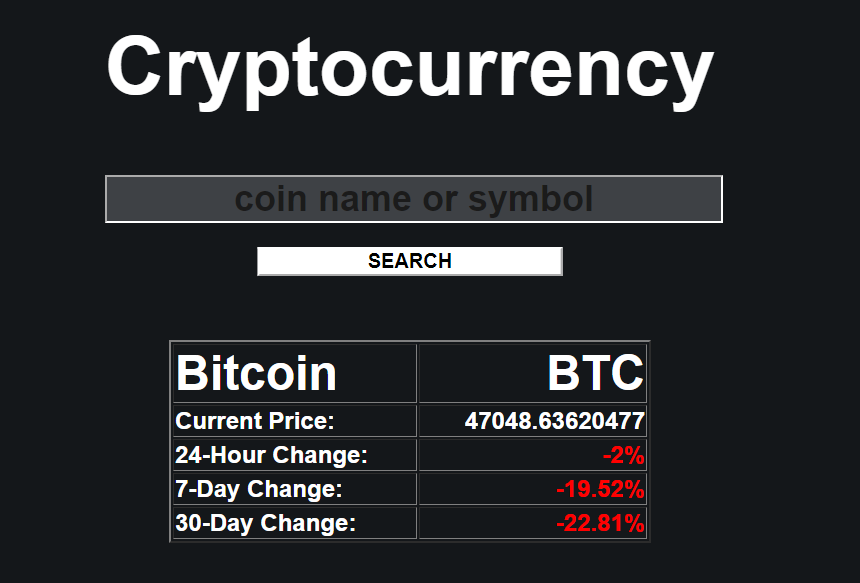 Cryptocurrency
coin name or symbol
SEARCH
Bitcoin BTC
Current Price: 47048.63620477
24-Hour Change: -2%
7-Day Change: -19.52%
30-Day Change: -22.81%